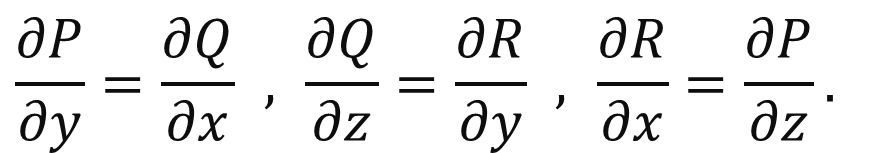 ∂P/∂y = ∂Q/∂x , ∂Q/∂z = ∂R/∂y , ∂R/∂x = ∂P/∂z .